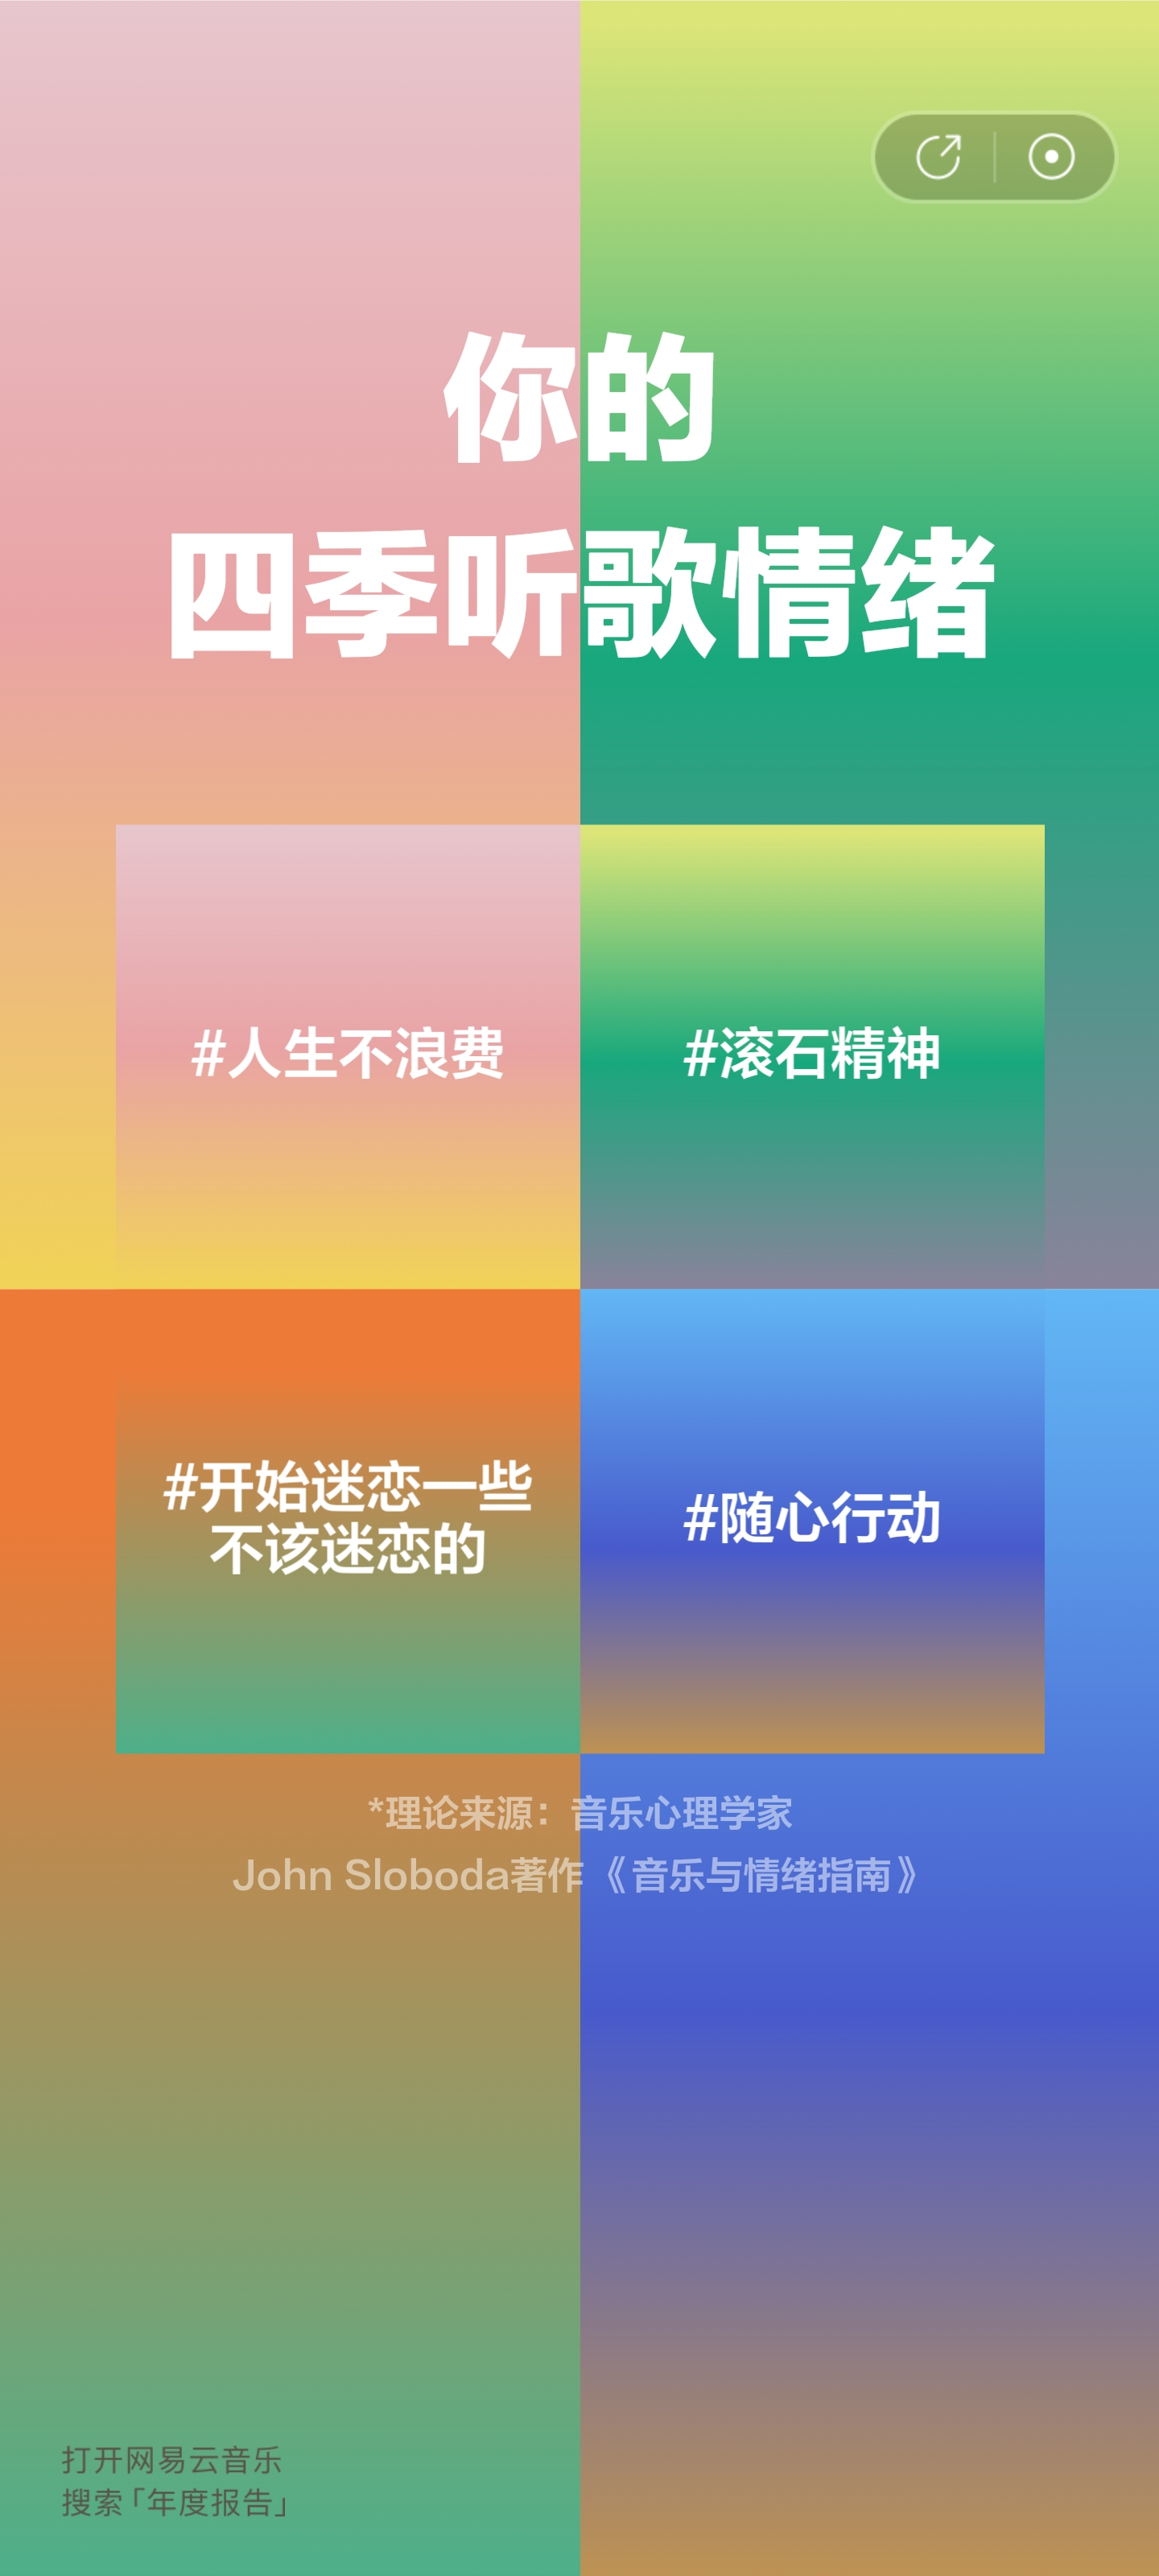 你的
四季听歌情绪
#人生不浪费
#滚石精神
#开始迷恋一些
不该迷恋的
#随心行动
*理论来源：音乐心理学家
John Sloboda著作《音乐与情绪指南》
打开网易云音乐
搜索「年度报告」